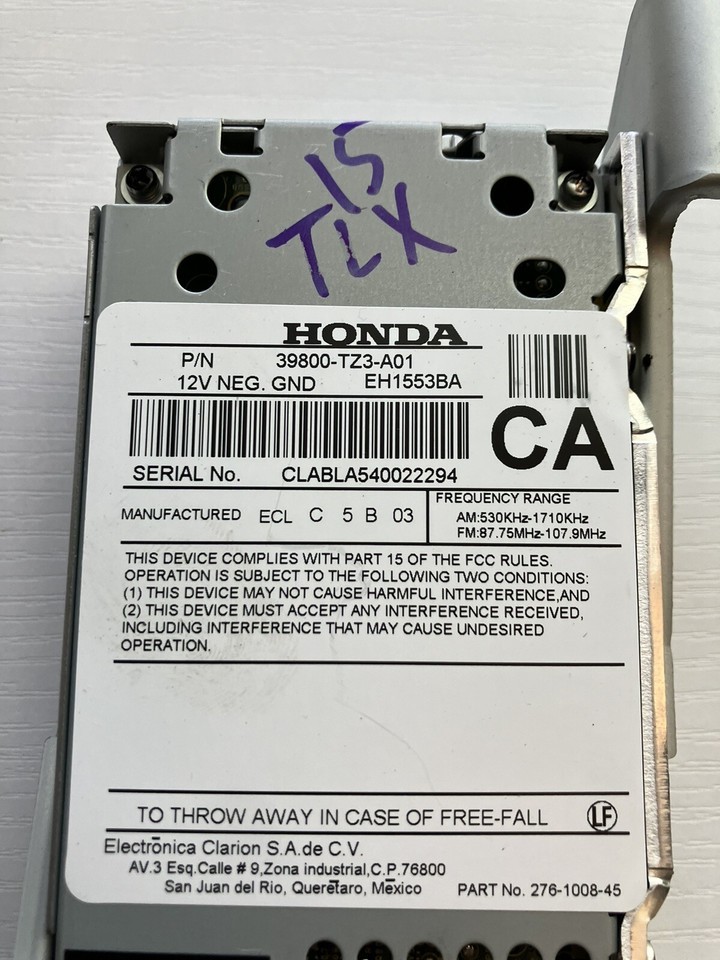 15
TLX
HONDA
P/N 39800-TZ3-A01
12V NEG. GND EH1553BA
CA
SERIAL No. CLABLA540022294
MANUFACTURED ECL C 5 B 03
FREQUENCY RANGE
AM:530KHz-1710KHz
FM:87.75MHz-107.9MHz
THIS DEVICE COMPLIES WITH PART 15 OF THE FCC RULES.
OPERATION IS SUBJECT TO THE FOLLOWING TWO CONDITIONS:
(1) THIS DEVICE MAY NOT CAUSE HARMFUL INTERFERENCE,AND
(2) THIS DEVICE MUST ACCEPT ANY INTERFERENCE RECEIVED,
INCLUDING INTERFERENCE THAT MAY CAUSE UNDESIRED
OPERATION.
TO THROW AWAY IN CASE OF FREE-FALL LF
Electrōnica Clarion S.A.de C.V.
AV.3 Esq.Calle # 9,Zona industrial,C.P.76800
San Juan del Rio, Querētaro, Mēxico PART No. 276-1008-45